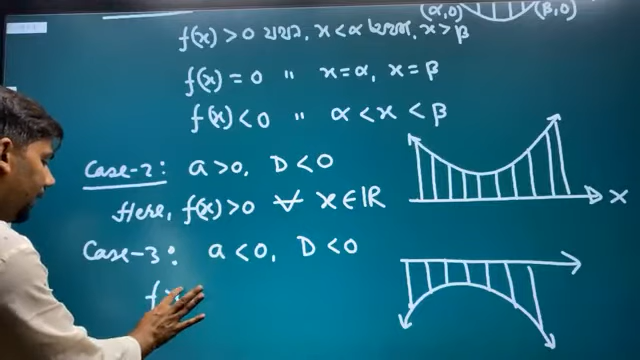 (α,0) (β,0)
f(x) > 0 যখন, x < α অথবা, x > β
f(x) = 0 " x = α, x = β
f(x) < 0 " α < x < β
Case-2: a > 0, D < 0
Here, f(x) > 0 ∀ x ∈ ℝ
x
Case-3: a < 0, D < 0
f